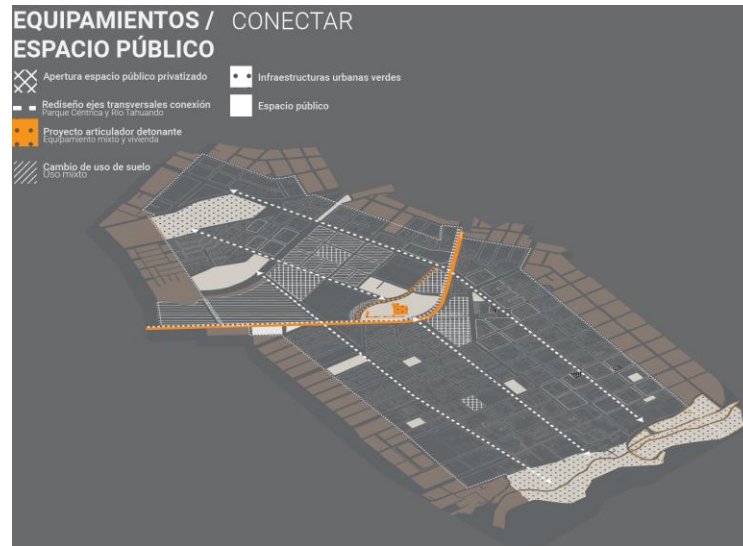 EQUIPAMIENTOS / CONECTAR
ESPACIO PÚBLICO
Apertura espacio público privatizado
Rediseño ejes transversales conexión
Parque Céntrica y Río Tahuando
Proyecto articulador detonante
Equipamiento mixto y vivienda
Cambio de uso de suelo
Uso mixto
Infraestructuras urbanas verdes
Espacio público